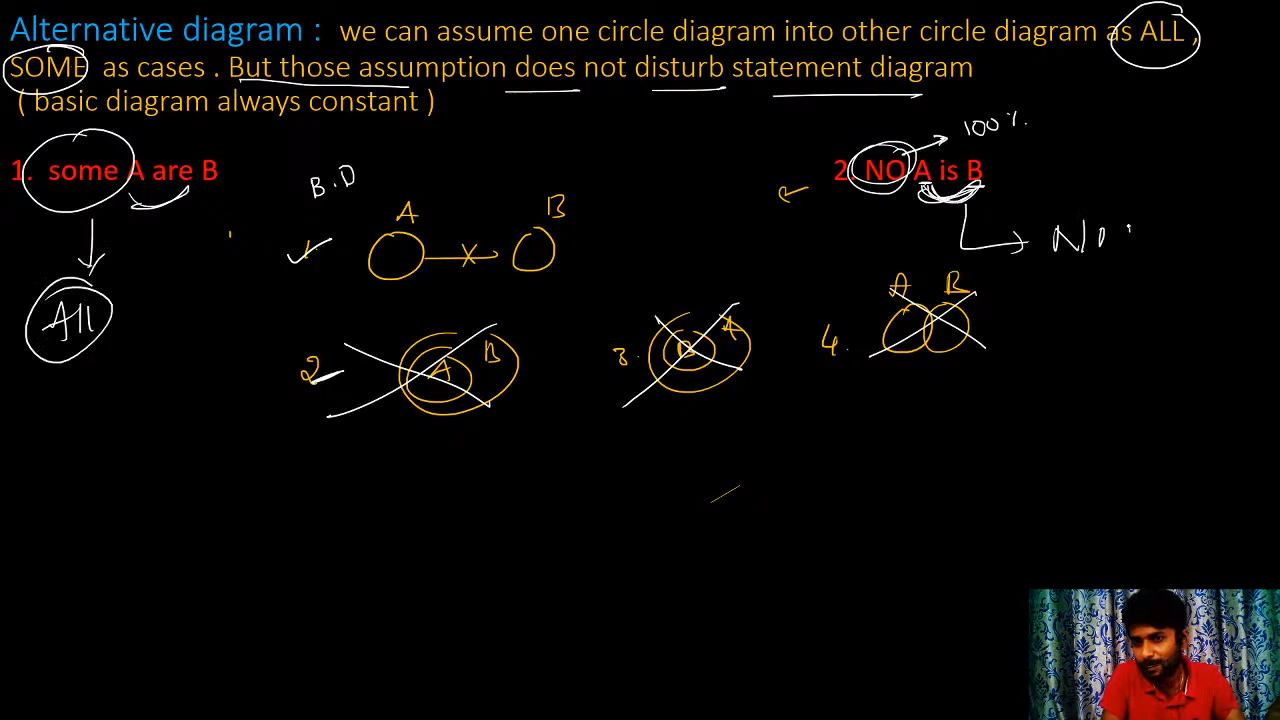 Alternative diagram : we can assume one circle diagram into other circle diagram as ALL ,
SOME as cases . But those assumption does not disturb statement diagram
( basic diagram always constant )
100%.
1. some A are B
2 NO A is B
B.D
A B
All
NO
2 A B
3. B A
4. A B